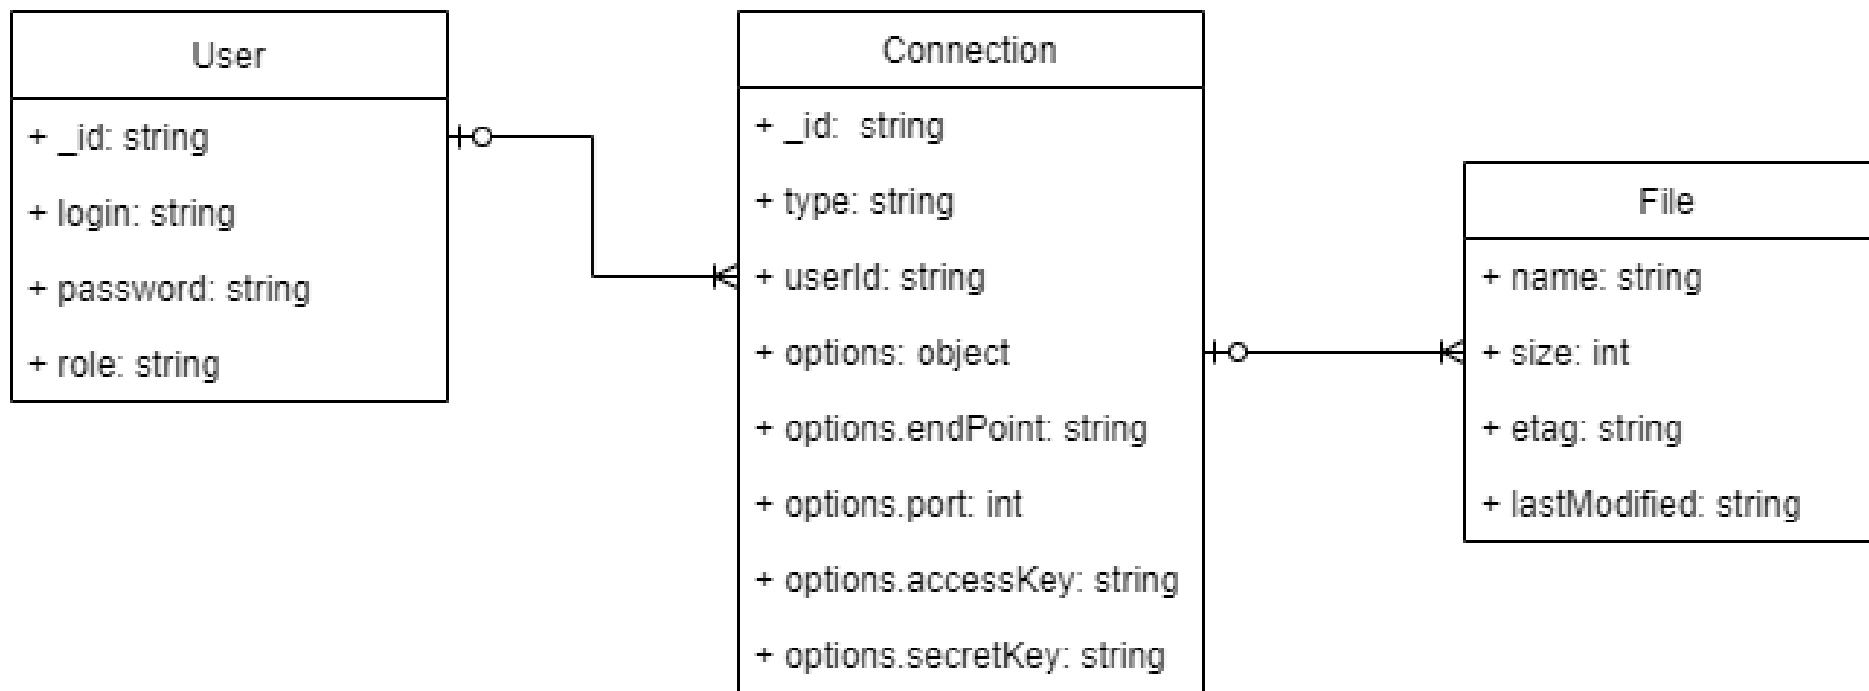 User
+ _id: string
+ login: string
+ password: string
+ role: string
Connection
+ _id:  string
+ type: string
+ userId: string
+ options: object
+ options.endPoint: string
+ options.port: int
+ options.accessKey: string
+ options.secretKey: string
File
+ name: string
+ size: int
+ etag: string
+ lastModified: string